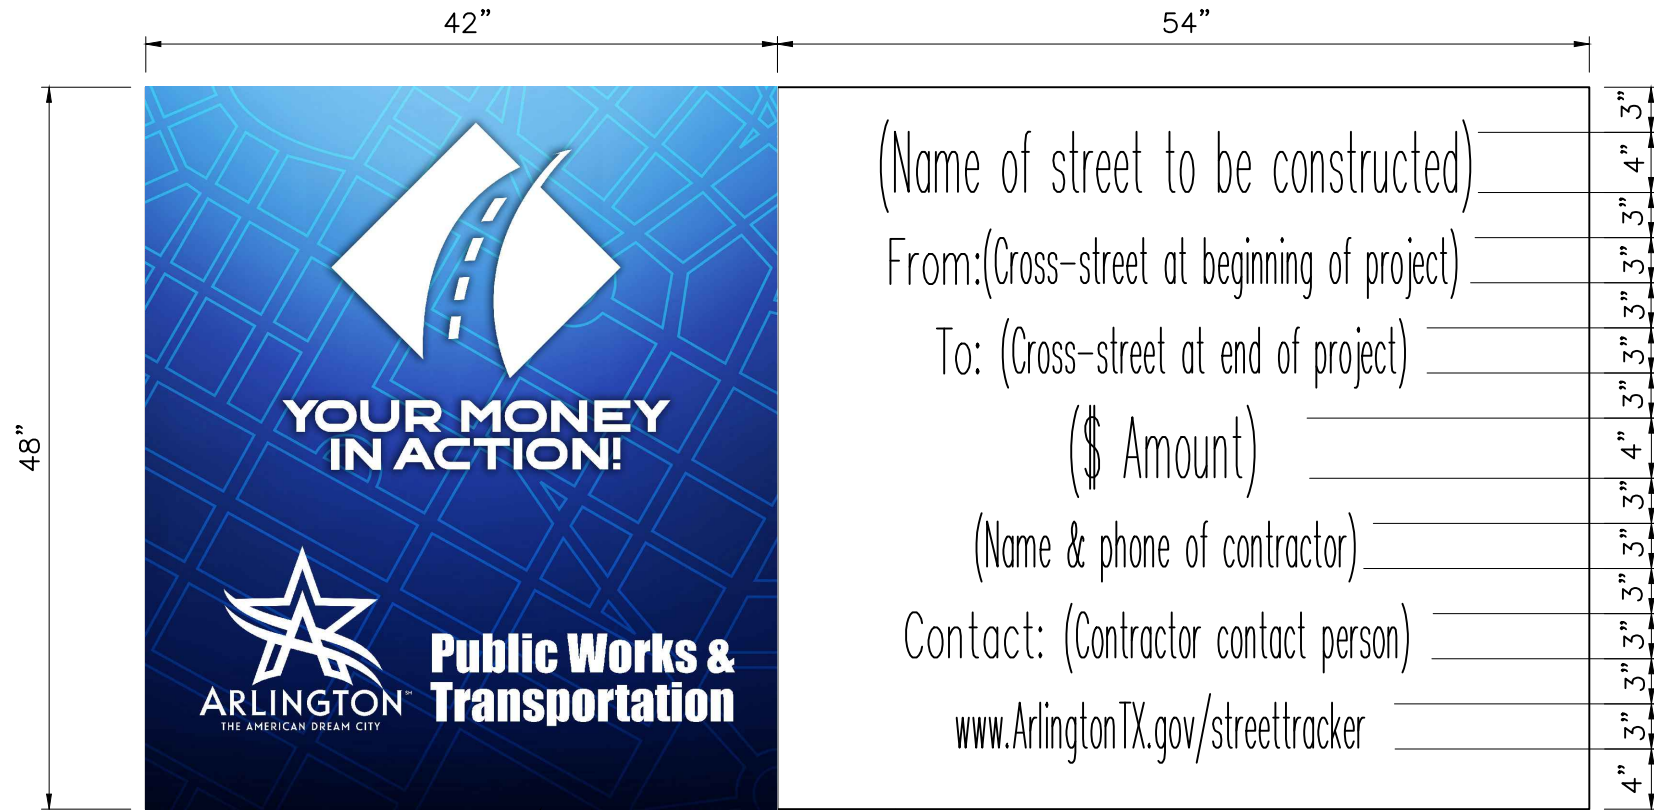 42”
54”
48”
YOUR MONEY
IN ACTION!
ARLINGTON℠
THE AMERICAN DREAM CITY
Public Works &
Transportation
(Name of street to be constructed)
From:(Cross-street at beginning of project)
To: (Cross-street at end of project)
($ Amount)
(Name & phone of contractor)
Contact: (Contractor contact person)
www.ArlingtonTX.gov/streettracker
3”
4”
3”
3”
3”
3”
3”
4”
3”
3”
3”
3”
3”
3”
4”